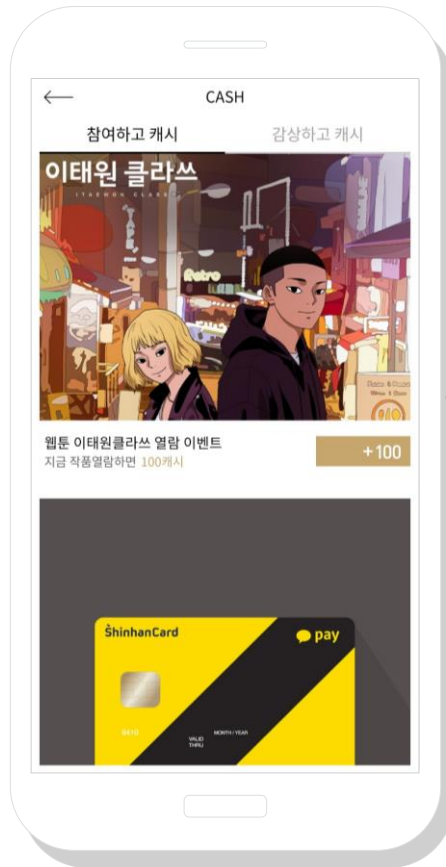 CASH
참여하고 캐시
감상하고 캐시
이태원 클라쓰
ITAEWON CLASS
TAPE
Retro
웹툰 이태원클라쓰 열람 이벤트
지금 작품열람하면 100캐시
+100
ShinhanCard
pay
MONTH / YEAR
VALID
THRU